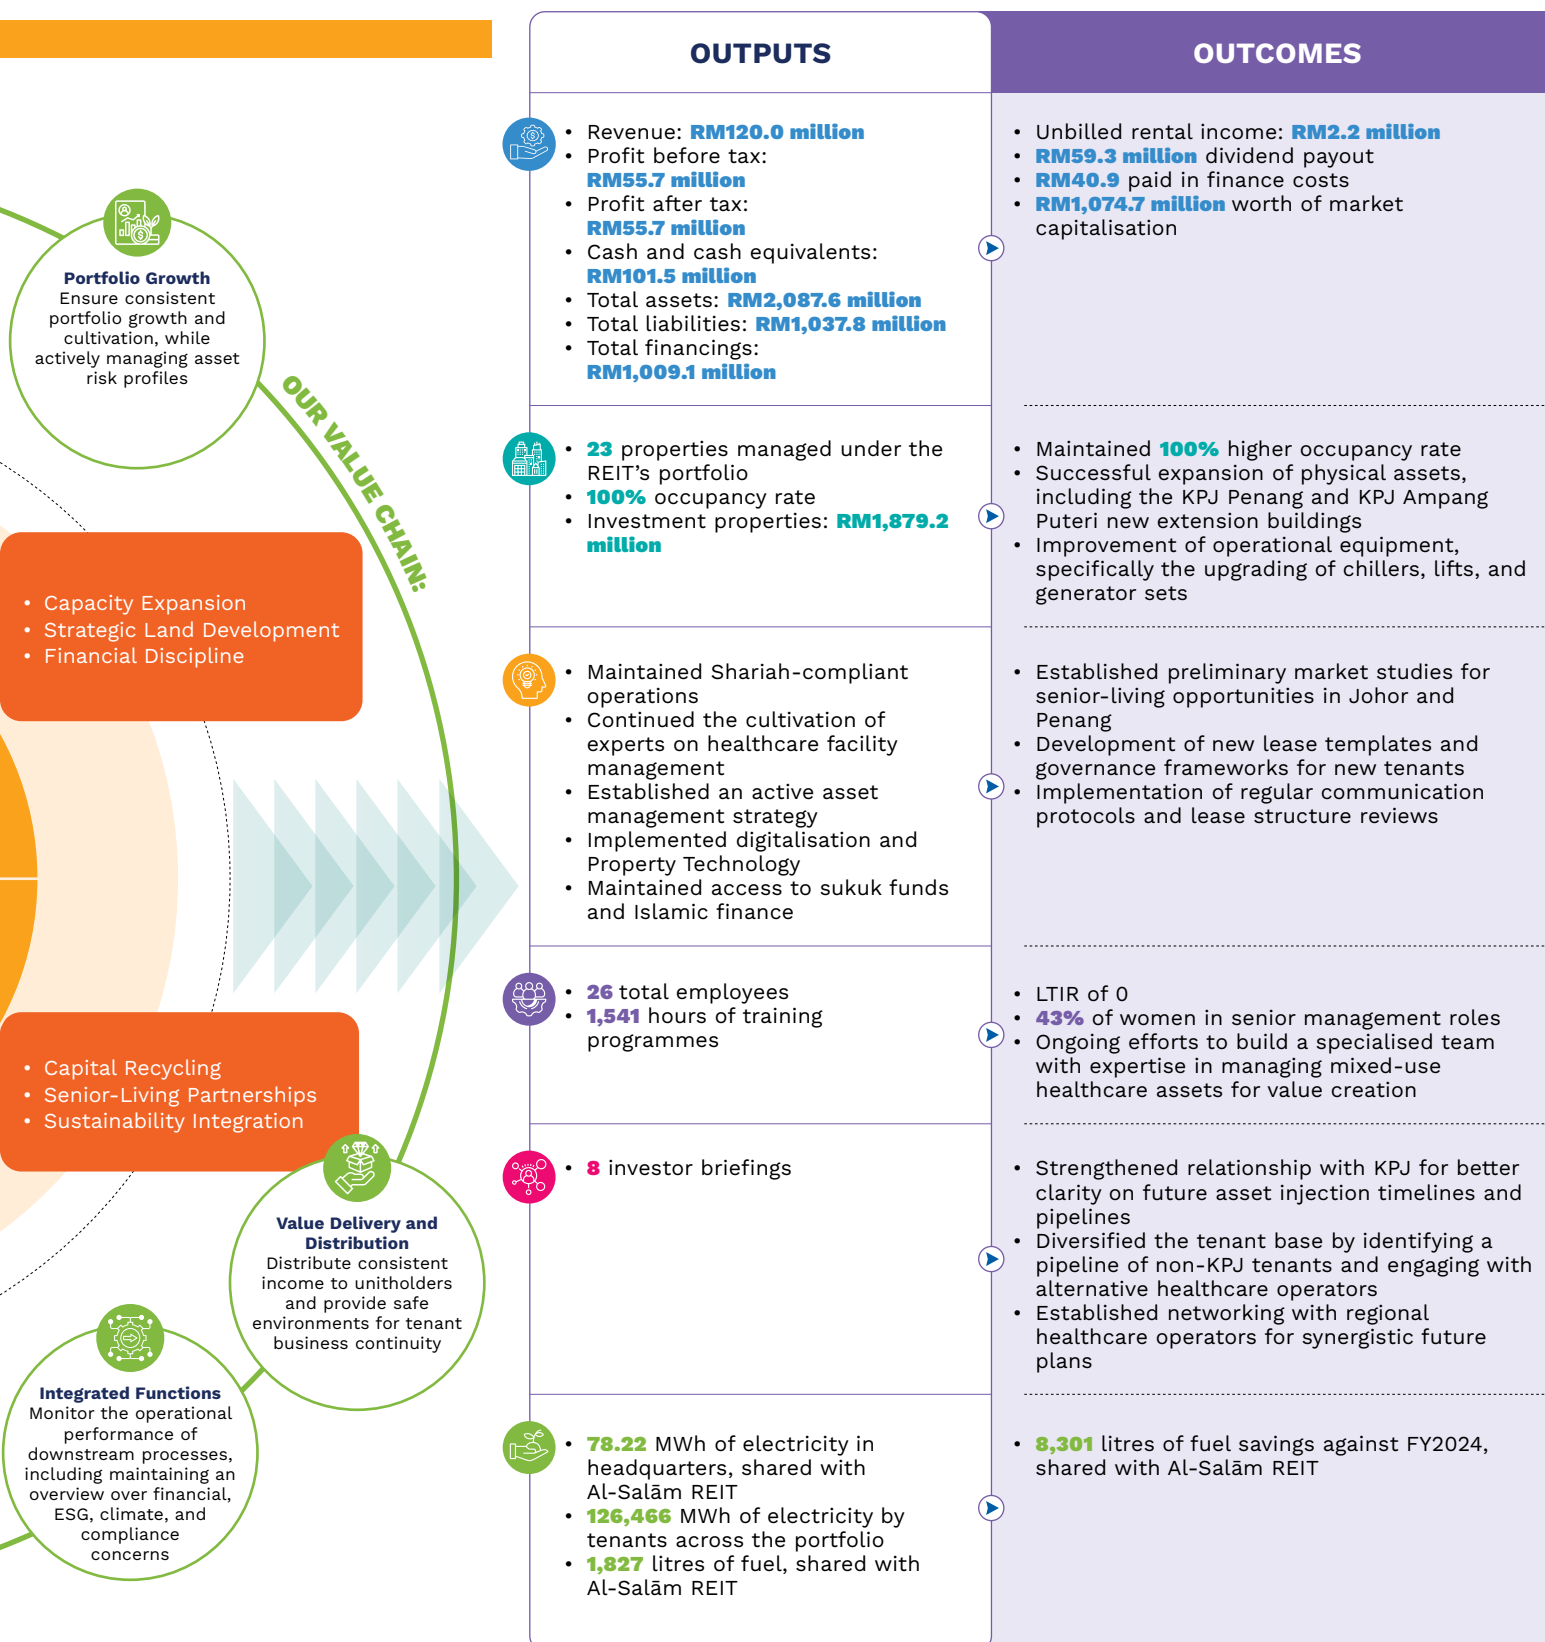 Portfolio Growth
Ensure consistent
portfolio growth and
cultivation, while
actively managing asset
risk profiles
OUR VALUE CHAIN:
• Capacity Expansion
• Strategic Land Development
• Financial Discipline
• Capital Recycling
• Senior-Living Partnerships
• Sustainability Integration
Value Delivery and
Distribution
Distribute consistent
income to unitholders
and provide safe
environments for tenant
business continuity
Integrated Functions
Monitor the operational
performance of
downstream processes,
including maintaining an
overview over financial,
ESG, climate, and
compliance
concerns
OUTPUTS
OUTCOMES
• Revenue: RM120.0 million
• Profit before tax:
RM55.7 million
• Profit after tax:
RM55.7 million
• Cash and cash equivalents:
RM101.5 million
• Total assets: RM2,087.6 million
• Total liabilities: RM1,037.8 million
• Total financings:
RM1,009.1 million
• Unbilled rental income: RM2.2 million
• RM59.3 million dividend payout
• RM40.9 paid in finance costs
• RM1,074.7 million worth of market
capitalisation
• 23 properties managed under the
REIT’s portfolio
• 100% occupancy rate
• Investment properties: RM1,879.2
million
• Maintained 100% higher occupancy rate
• Successful expansion of physical assets,
including the KPJ Penang and KPJ Ampang
Puteri new extension buildings
• Improvement of operational equipment,
specifically the upgrading of chillers, lifts, and
generator sets
• Maintained Shariah-compliant
operations
• Continued the cultivation of
experts on healthcare facility
management
• Established an active asset
management strategy
• Implemented digitalisation and
Property Technology
• Maintained access to sukuk funds
and Islamic finance
• Established preliminary market studies for
senior-living opportunities in Johor and
Penang
• Development of new lease templates and
governance frameworks for new tenants
• Implementation of regular communication
protocols and lease structure reviews
• 26 total employees
• 1,541 hours of training
programmes
• LTIR of 0
• 43% of women in senior management roles
• Ongoing efforts to build a specialised team
with expertise in managing mixed-use
healthcare assets for value creation
• 8 investor briefings
• Strengthened relationship with KPJ for better
clarity on future asset injection timelines and
pipelines
• Diversified the tenant base by identifying a
pipeline of non-KPJ tenants and engaging with
alternative healthcare operators
• Established networking with regional
healthcare operators for synergistic future
plans
• 78.22 MWh of electricity in
headquarters, shared with
Al-Salām REIT
• 126,466 MWh of electricity by
tenants across the portfolio
• 1,827 litres of fuel, shared with
Al-Salām REIT
• 8,301 litres of fuel savings against FY2024,
shared with Al-Salām REIT